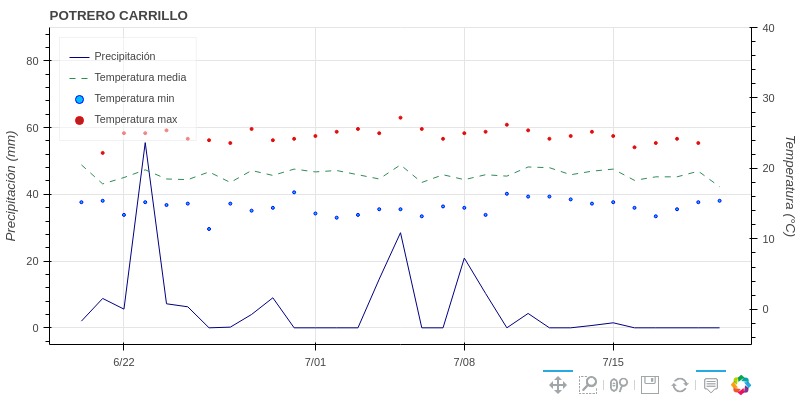 POTRERO CARRILLO
Precipitación
Temperatura media
Temperatura min
Temperatura max
Precipitación (mm)
80
60
40
20
0
Temperatura (°C)
40
30
20
10
0
6/22
7/01
7/08
7/15